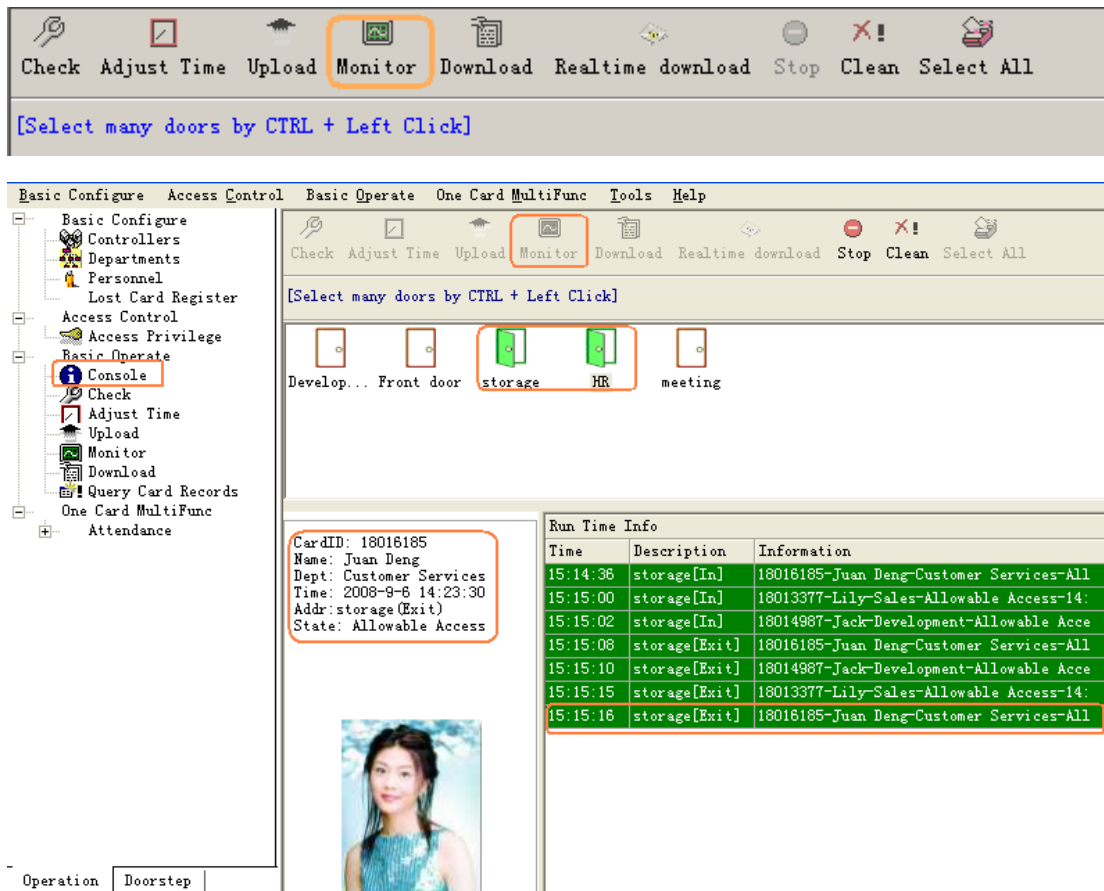 Check Adjust Time Upload Monitor Download Realtime download Stop Clean Select All
[Select many doors by CTRL + Left Click]
Basic Configure Access Control Basic Operate One Card MultiFunc Tools Help
Basic Configure
Controllers
Departments
Personnel
Lost Card Register
Access Control
Access Privilege
Basic Operate
Console
Check
Adjust Time
Upload
Monitor
Download
Query Card Records
One Card MultiFunc
Attendance
Operation Doorstep
Check Adjust Time Upload Monitor Download Realtime download Stop Clean Select All
[Select many doors by CTRL + Left Click]
Develop... Front door storage HR meeting
CardID: 18016185
Name: Juan Deng
Dept: Customer Services
Time: 2008-9-6 14:23:30
Addr:storage(Exit)
State: Allowable Access
Run Time Info
Time Description Information
15:14:36 storage[In] 18016185-Juan Deng-Customer Services-All
15:15:00 storage[In] 18013377-Lily-Sales-Allowable Access-14:
15:15:02 storage[In] 18014987-Jack-Development-Allowable Acce
15:15:08 storage[Exit] 18016185-Juan Deng-Customer Services-All
15:15:10 storage[Exit] 18014987-Jack-Development-Allowable Acce
15:15:15 storage[Exit] 18013377-Lily-Sales-Allowable Access-14:
15:15:16 storage[Exit] 18016185-Juan Deng-Customer Services-All